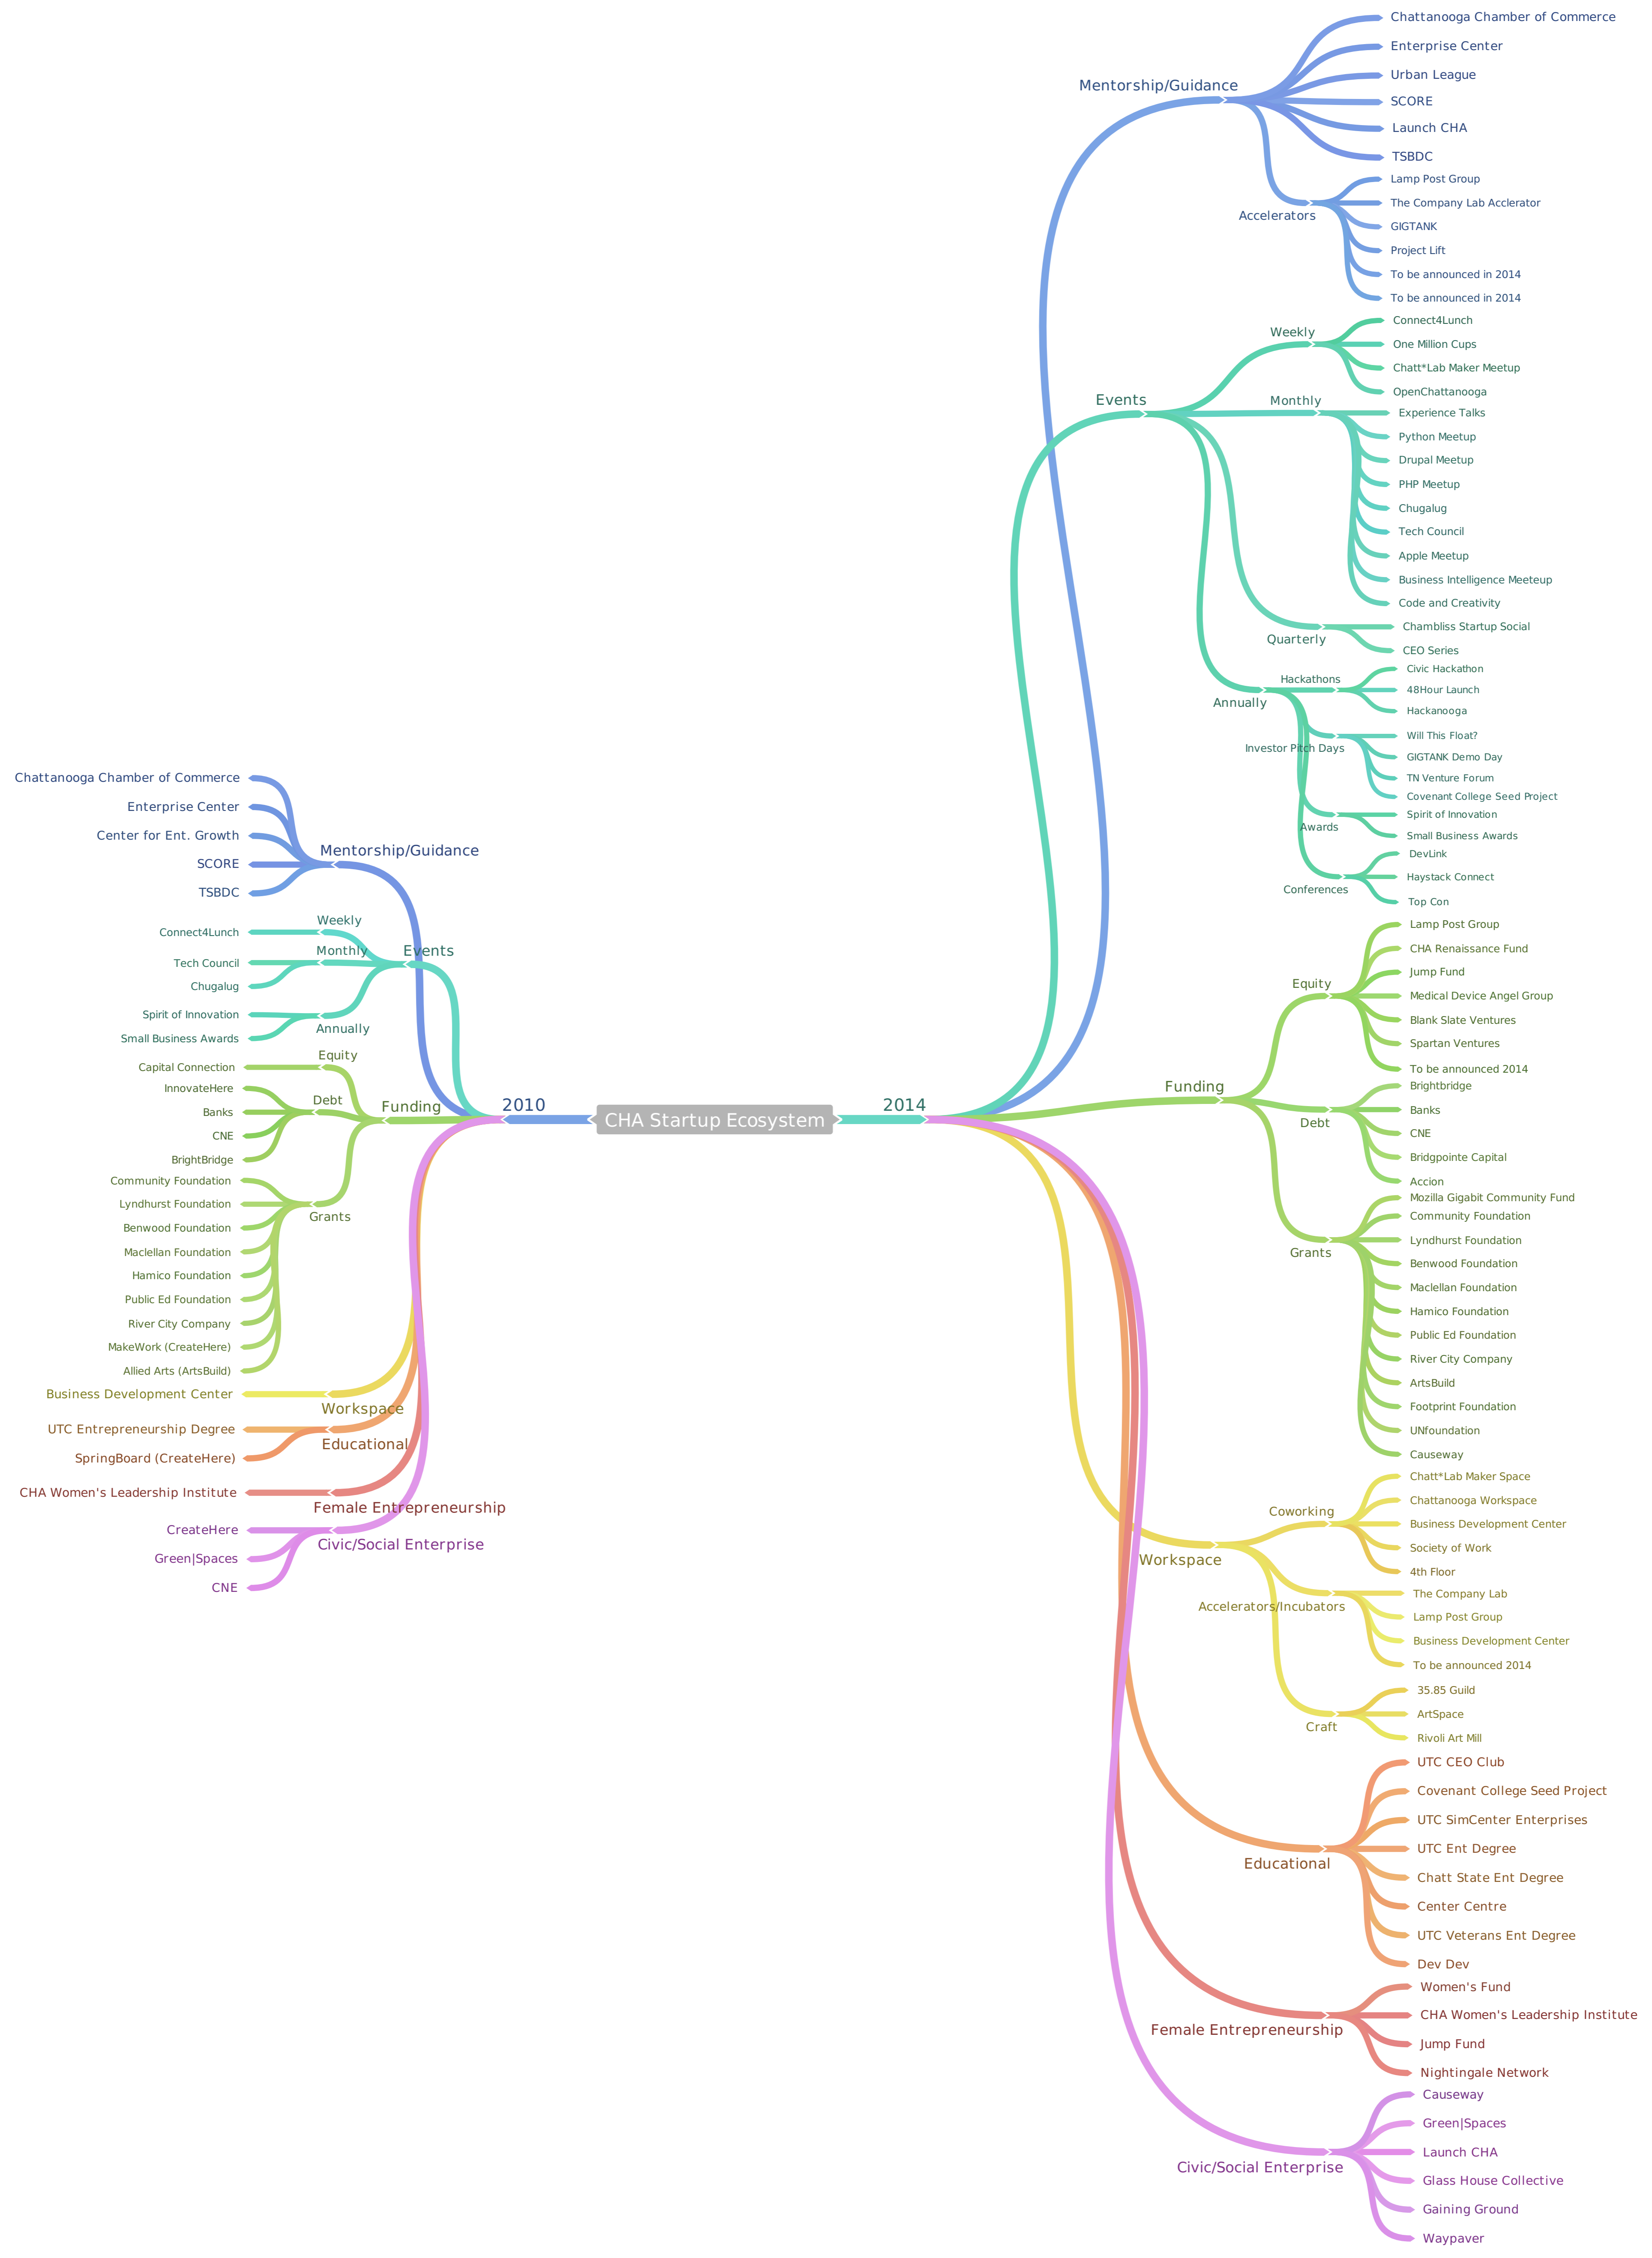 CHA Startup Ecosystem
2010
Mentorship/Guidance
Chattanooga Chamber of Commerce
Enterprise Center
Center for Ent. Growth
SCORE
TSBDC
Events
Weekly
Connect4Lunch
Monthly
Tech Council
Chugalug
Annually
Spirit of Innovation
Small Business Awards
Funding
Equity
Capital Connection
Debt
InnovateHere
Banks
CNE
BrightBridge
Grants
Community Foundation
Lyndhurst Foundation
Benwood Foundation
Maclellan Foundation
Hamico Foundation
Public Ed Foundation
River City Company
MakeWork (CreateHere)
Allied Arts (ArtsBuild)
Workspace
Business Development Center
Educational
UTC Entrepreneurship Degree
SpringBoard (CreateHere)
Female Entrepreneurship
CHA Women's Leadership Institute
Civic/Social Enterprise
CreateHere
Green|Spaces
CNE
2014
Mentorship/Guidance
Chattanooga Chamber of Commerce
Enterprise Center
Urban League
SCORE
Launch CHA
TSBDC
Accelerators
Lamp Post Group
The Company Lab Acclerator
GIGTANK
Project Lift
To be announced in 2014
To be announced in 2014
Events
Weekly
Connect4Lunch
One Million Cups
Chatt*Lab Maker Meetup
OpenChattanooga
Monthly
Experience Talks
Python Meetup
Drupal Meetup
PHP Meetup
Chugalug
Tech Council
Apple Meetup
Business Intelligence Meeteup
Code and Creativity
Quarterly
Chambliss Startup Social
CEO Series
Annually
Hackathons
Civic Hackathon
48Hour Launch
Hackanooga
Investor Pitch Days
Will This Float?
GIGTANK Demo Day
TN Venture Forum
Covenant College Seed Project
Awards
Spirit of Innovation
Small Business Awards
Conferences
DevLink
Haystack Connect
Top Con
Funding
Equity
Lamp Post Group
CHA Renaissance Fund
Jump Fund
Medical Device Angel Group
Blank Slate Ventures
Spartan Ventures
To be announced 2014
Debt
Brightbridge
Banks
CNE
Bridgpointe Capital
Accion
Grants
Mozilla Gigabit Community Fund
Community Foundation
Lyndhurst Foundation
Benwood Foundation
Maclellan Foundation
Hamico Foundation
Public Ed Foundation
River City Company
ArtsBuild
Footprint Foundation
UNfoundation
Causeway
Workspace
Coworking
Chatt*Lab Maker Space
Chattanooga Workspace
Business Development Center
Society of Work
4th Floor
Accelerators/Incubators
The Company Lab
Lamp Post Group
Business Development Center
To be announced 2014
Craft
35.85 Guild
ArtSpace
Rivoli Art Mill
Educational
UTC CEO Club
Covenant College Seed Project
UTC SimCenter Enterprises
UTC Ent Degree
Chatt State Ent Degree
Center Centre
UTC Veterans Ent Degree
Dev Dev
Female Entrepreneurship
Women's Fund
CHA Women's Leadership Institute
Jump Fund
Nightingale Network
Civic/Social Enterprise
Causeway
Green|Spaces
Launch CHA
Glass House Collective
Gaining Ground
Waypaver